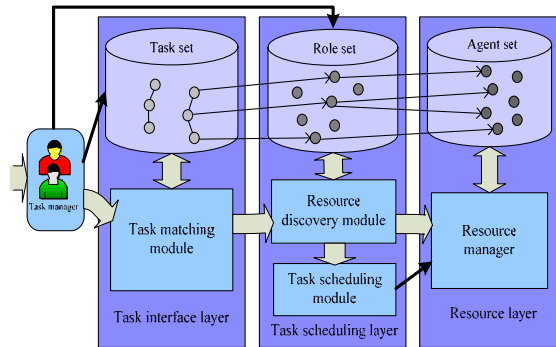 Task set
Role set
Agent set
Task manager
Task matching
module
Resource
discovery module
Task scheduling
module
Resource
manager
Task interface layer
Task scheduling layer
Resource layer